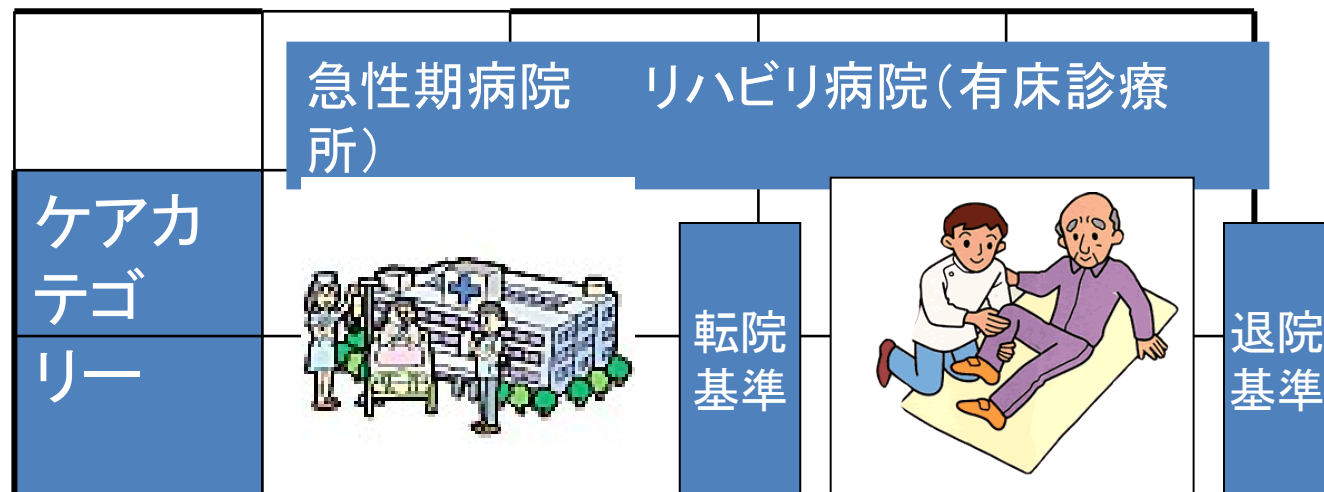 急性期病院　リハビリ病院（有床診療
所）
ケアカ
テゴ
リー
転院
基準
退院
基準